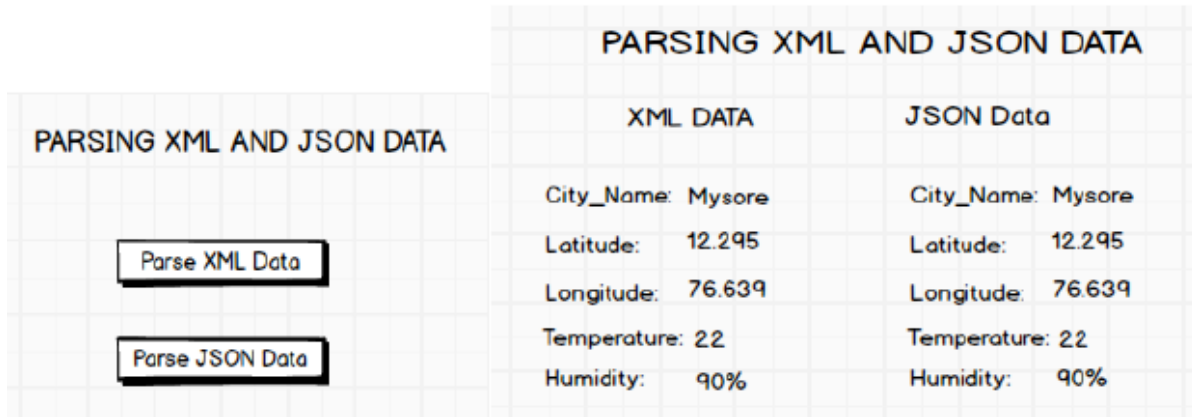 PARSING XML AND JSON DATA
Parse XML Data
Parse JSON Data
PARSING XML AND JSON DATA
XML DATA
City_Name: Mysore
Latitude: 12.295
Longitude: 76.639
Temperature: 22
Humidity: 90%
JSON Data
City_Name: Mysore
Latitude: 12.295
Longitude: 76.639
Temperature: 22
Humidity: 90%